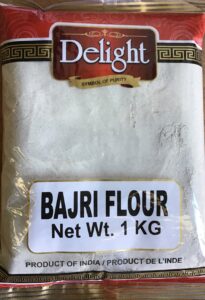 Delight
SYMBOL OF PURITY
BAJRI FLOUR
Net Wt. 1 KG
PRODUCT OF INDIA / PRODUCT DE L'INDE